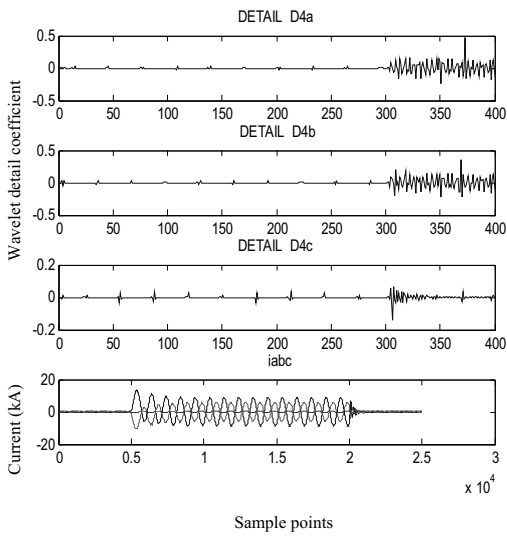 DETAIL D4a
0.5
0
-0.5
0 50 100 150 200 250 300 350 400
DETAIL D4b
0.5
0
-0.5
0 50 100 150 200 250 300 350 400
DETAIL D4c
0.2
0
-0.2
0 50 100 150 200 250 300 350 400
Wavelet detail coefficient
iabc
20
0
-20
0 0.5 1 1.5 2 2.5 3
x 10^4
Current (kA)
Sample points